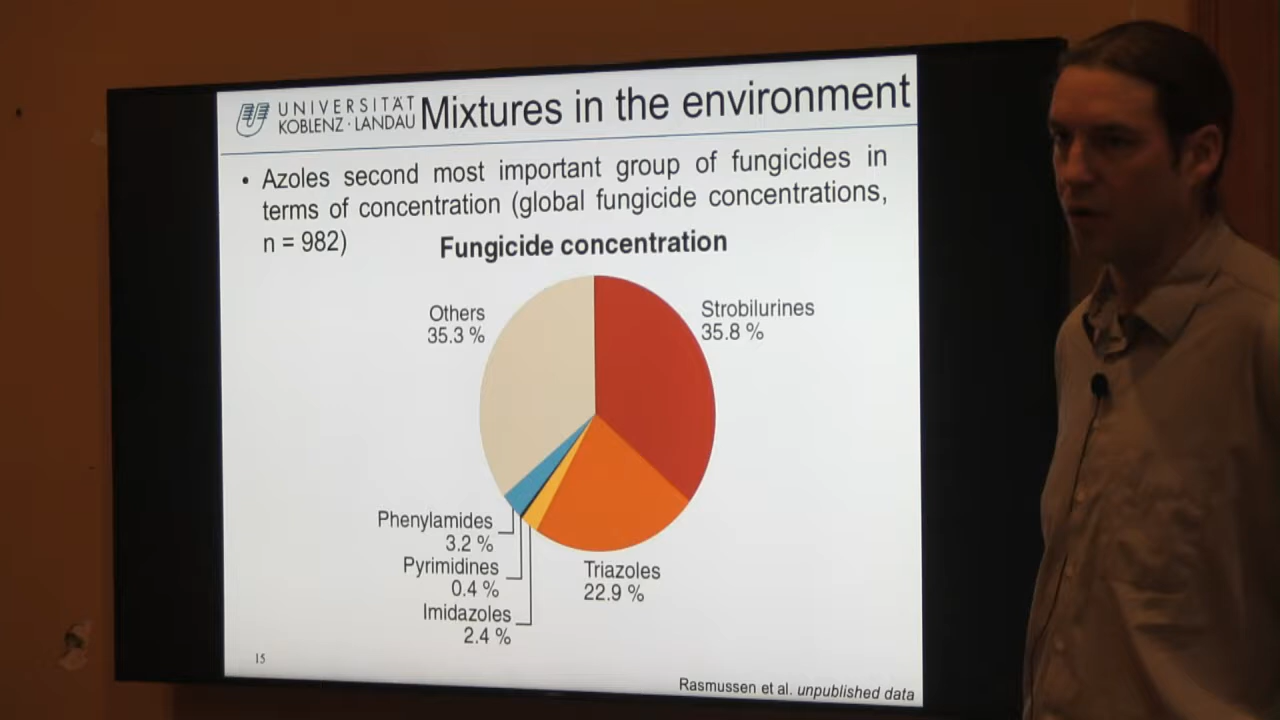 UNIVERSITÄT
KOBLENZ · LANDAU
Mixtures in the environment
• Azoles second most important group of fungicides in
terms of concentration (global fungicide concentrations,
n = 982)
Fungicide concentration
Others
35.3 %
Strobilurines
35.8 %
Phenylamides
3.2 %
Pyrimidines
0.4 %
Imidazoles
2.4 %
Triazoles
22.9 %
15
Rasmussen et al. unpublished data